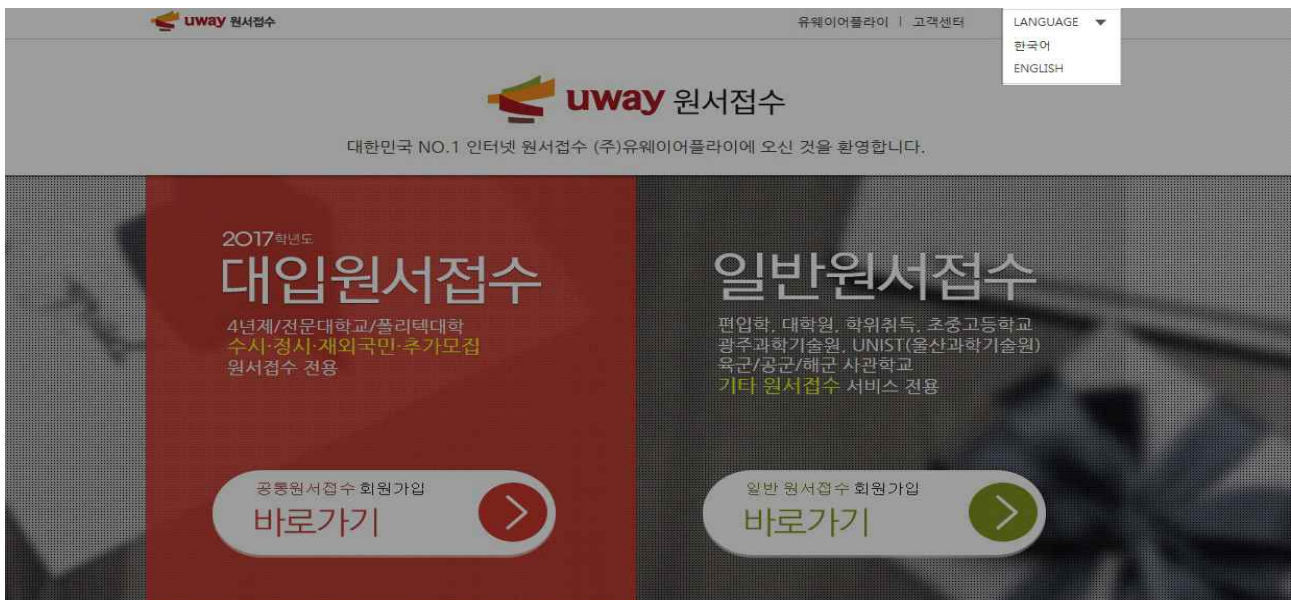 uway 원서접수
유웨이어플라이 | 고객센터
LANGUAGE ▼
한국어
ENGLISH
uway 원서접수
대한민국 NO.1 인터넷 원서접수 (주)유웨이어플라이에 오신 것을 환영합니다.
2017학년도
대입원서접수
4년제/전문대학교/폴리텍대학
수시·정시·재외국민·추가모집
원서접수 전용
공통원서접수 회원가입
바로가기
일반원서접수
편입학, 대학원, 학위취득, 초중고등학교
광주과학기술원, UNIST(울산과학기술원)
육군/공군/해군 사관학교
기타 원서접수 서비스 전용
일반 원서접수 회원가입
바로가기